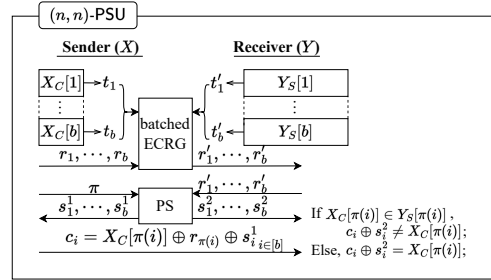 (n, n)-PSU
Sender (X) Receiver (Y)
X_C[1] t_1 t'_1 Y_S[1]
⋮ ⋮ ⋮ ⋮
batched
ECRG
X_C[b] t_b t'_b Y_S[b]
r_1, ⋯, r_b r'_1, ⋯, r'_b
π r'_1, ⋯, r'_b
s^1_1, ⋯, s^1_b PS s^2_1, ⋯, s^2_b
If X_C[π(i)] ∈ Y_S[π(i)] ,
c_i = X_C[π(i)] ⊕ r_{π(i)} ⊕ s^1_{i i∈[b]} c_i ⊕ s^2_i ≠ X_C[π(i)];
Else, c_i ⊕ s^2_i = X_C[π(i)];